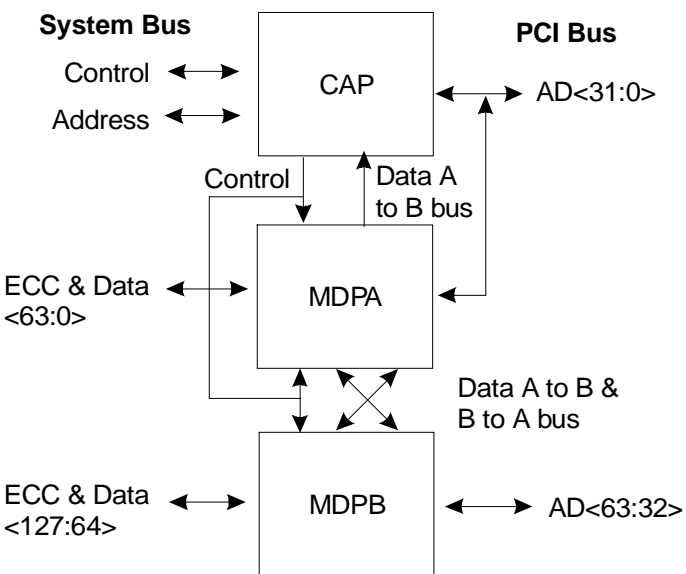 System Bus
PCI Bus
Control
CAP
AD<31:0>
Address
Control
Data A
to B bus
ECC & Data
<63:0>
MDPA
Data A to B &
B to A bus
ECC & Data
<127:64>
MDPB
AD<63:32>